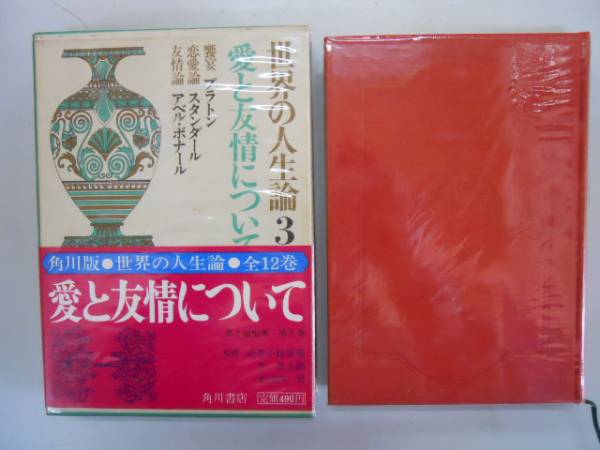 世界の人生論3
愛と友情について
饗宴 プラトン
恋愛論 スタンダール
友情論 アベル・ボナール
角川版●世界の人生論●全12巻
愛と友情について
角川書店
定価490円